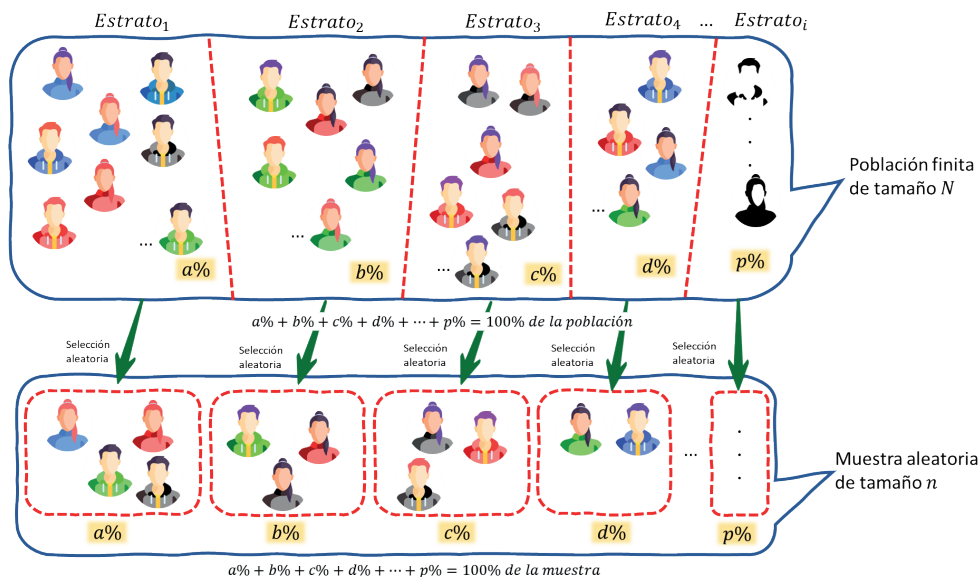 Estrato₁ Estrato₂ Estrato₃ Estrato₄ ... Estratoᵢ
Población finita
de tamaño N
...
...
...
...
a% b% c% d% p%
a% + b% + c% + d% + ⋯ + p% = 100% de la población
Selección
aleatoria
Selección
aleatoria
Selección
aleatoria
Selección
aleatoria
Selección
aleatoria
...
Muestra aleatoria
de tamaño n
a% b% c% d% p%
a% + b% + c% + d% + ⋯ + p% = 100% de la muestra